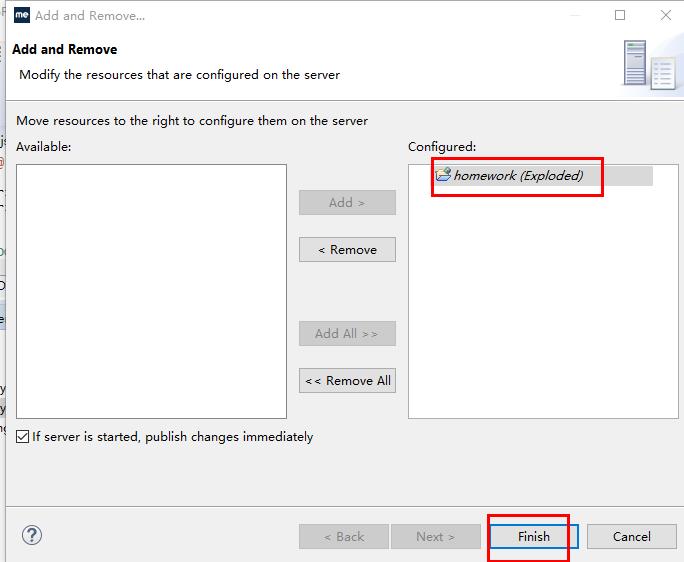 me Add and Remove...
Add and Remove
Modify the resources that are configured on the server
Move resources to the right to configure them on the server
Available:
Configured:
homework (Exploded)
Add >
< Remove
Add All >>
<< Remove All
If server is started, publish changes immediately
?
< Back
Next >
Finish
Cancel